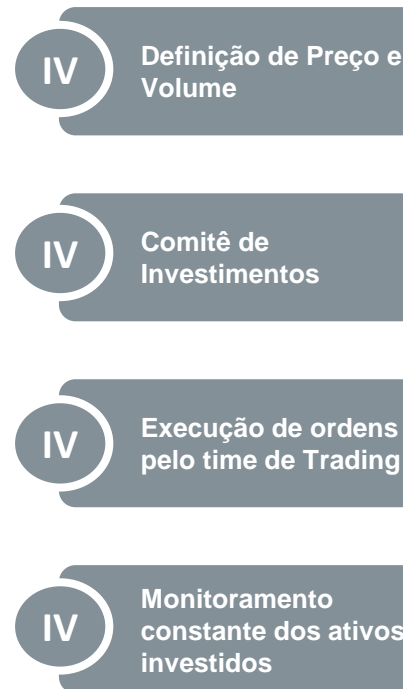 IV
Definição de Preço e
Volume
IV
Comitê de
Investimentos
IV
Execução de ordens
pelo time de Trading
IV
Monitoramento
constante dos ativos
investidos